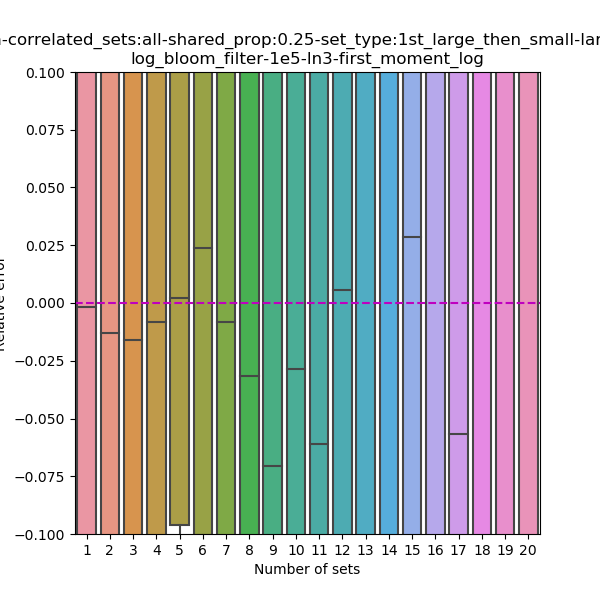 -correlated_sets:all-shared_prop:0.25-set_type:1st_large_then_small-lar
log_bloom_filter-1e5-ln3-first_moment_log
0.100
0.075
0.050
0.025
0.000
−0.025
−0.050
−0.075
−0.100
Relative error
1 2 3 4 5 6 7 8 9 10 11 12 13 14 15 16 17 18 19 20
Number of sets